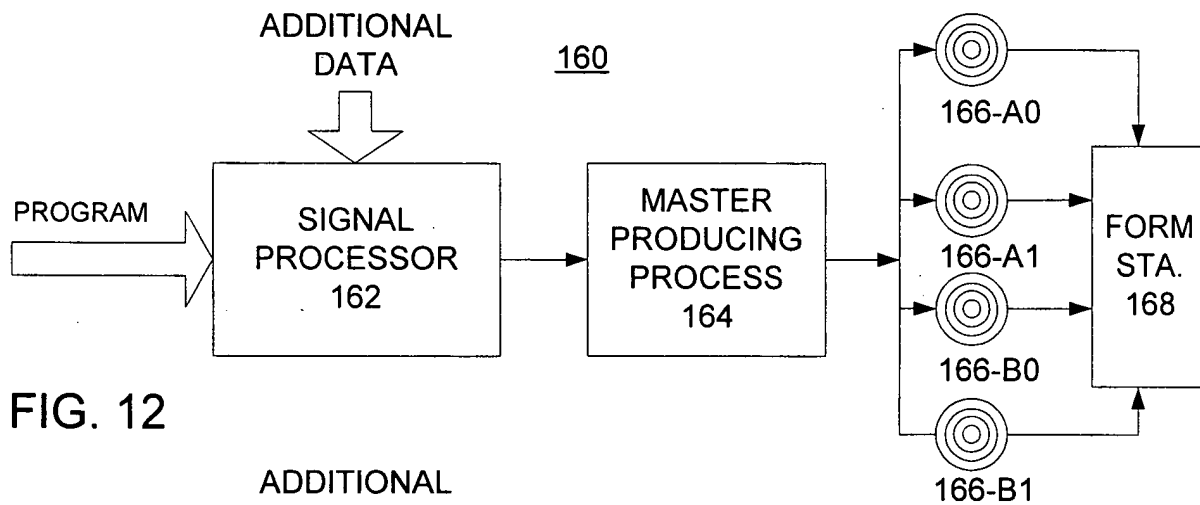 ADDITIONAL
DATA
160
166-A0
PROGRAM
SIGNAL
PROCESSOR
162
MASTER
PRODUCING
PROCESS
164
166-A1
FORM
STA.
168
166-B0
FIG. 12
166-B1
ADDITIONAL